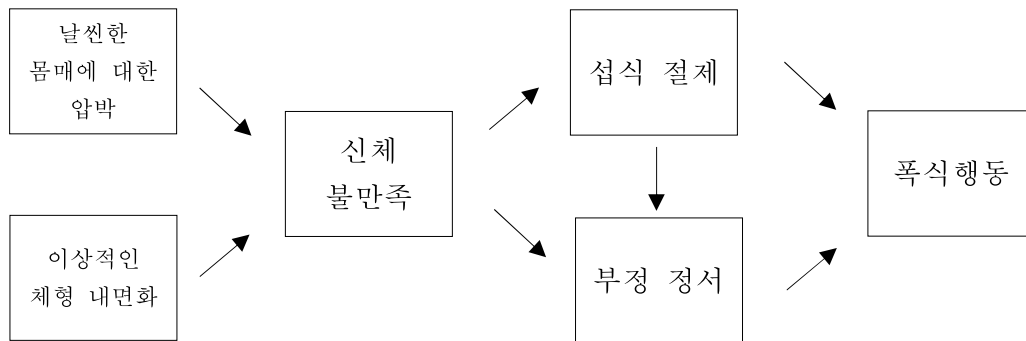 날씬한
몸매에 대한
압박
이상적인
체형 내면화
신체
불만족
섭식 절제
부정 정서
폭식행동